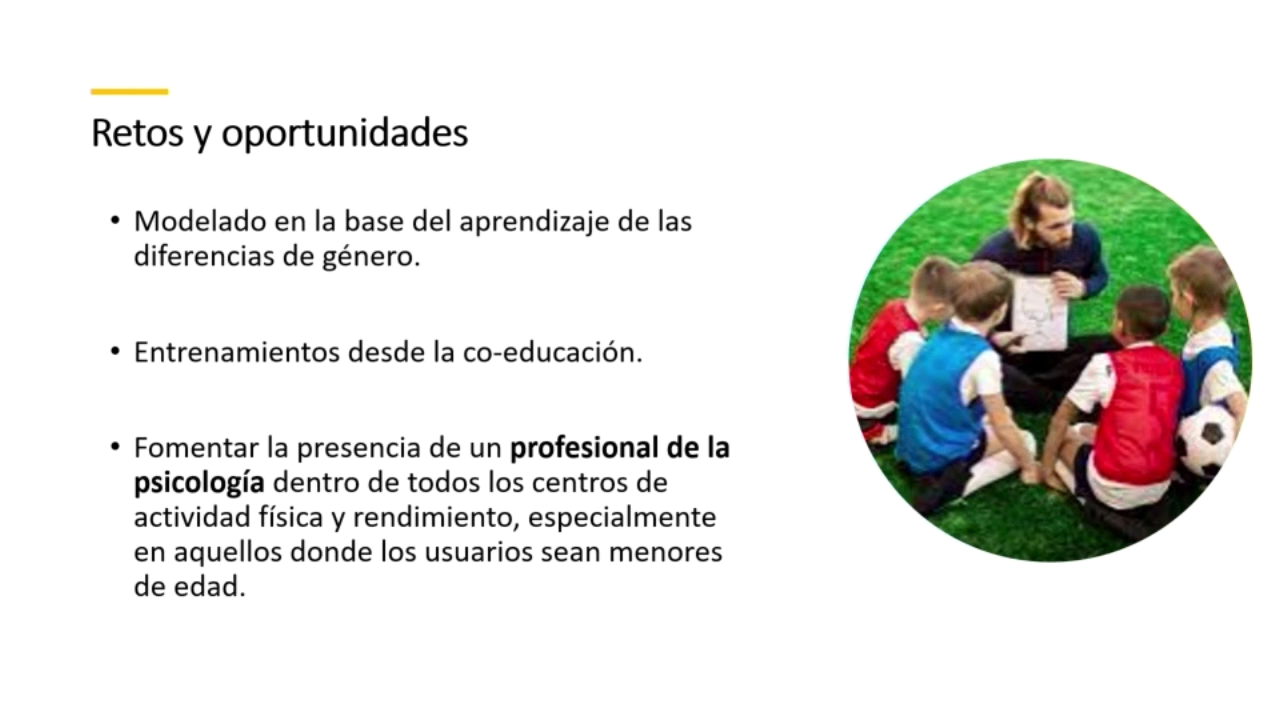 Retos y oportunidades
• Modelado en la base del aprendizaje de las
diferencias de género.
• Entrenamientos desde la co-educación.
• Fomentar la presencia de un profesional de la
psicología dentro de todos los centros de
actividad física y rendimiento, especialmente
en aquellos donde los usuarios sean menores
de edad.